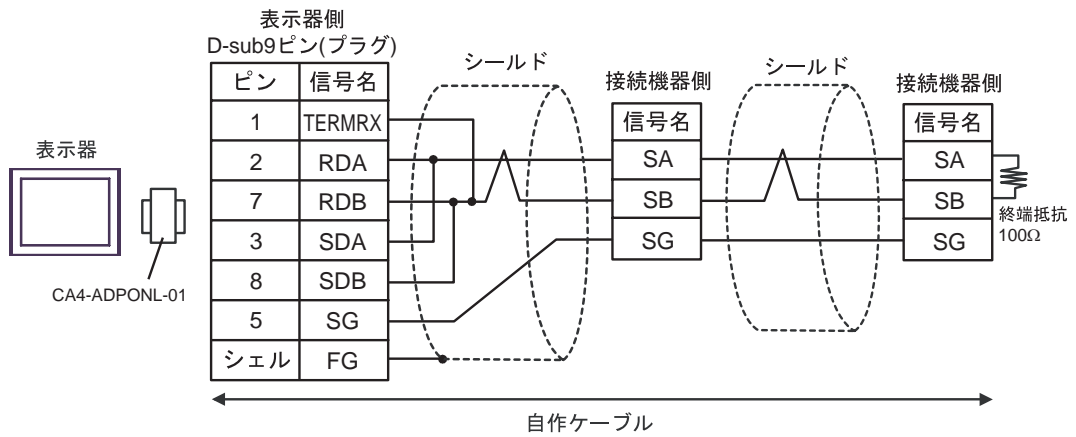 表示器側
D-sub9ピン(プラグ)
ピン 信号名
1 TERMRX
2 RDA
7 RDB
3 SDA
8 SDB
5 SG
シェル FG
表示器
CA4-ADPONL-01
シールド
接続機器側
信号名
SA
SB
SG
シールド
接続機器側
信号名
SA
SB
SG
終端抵抗
100Ω
自作ケーブル